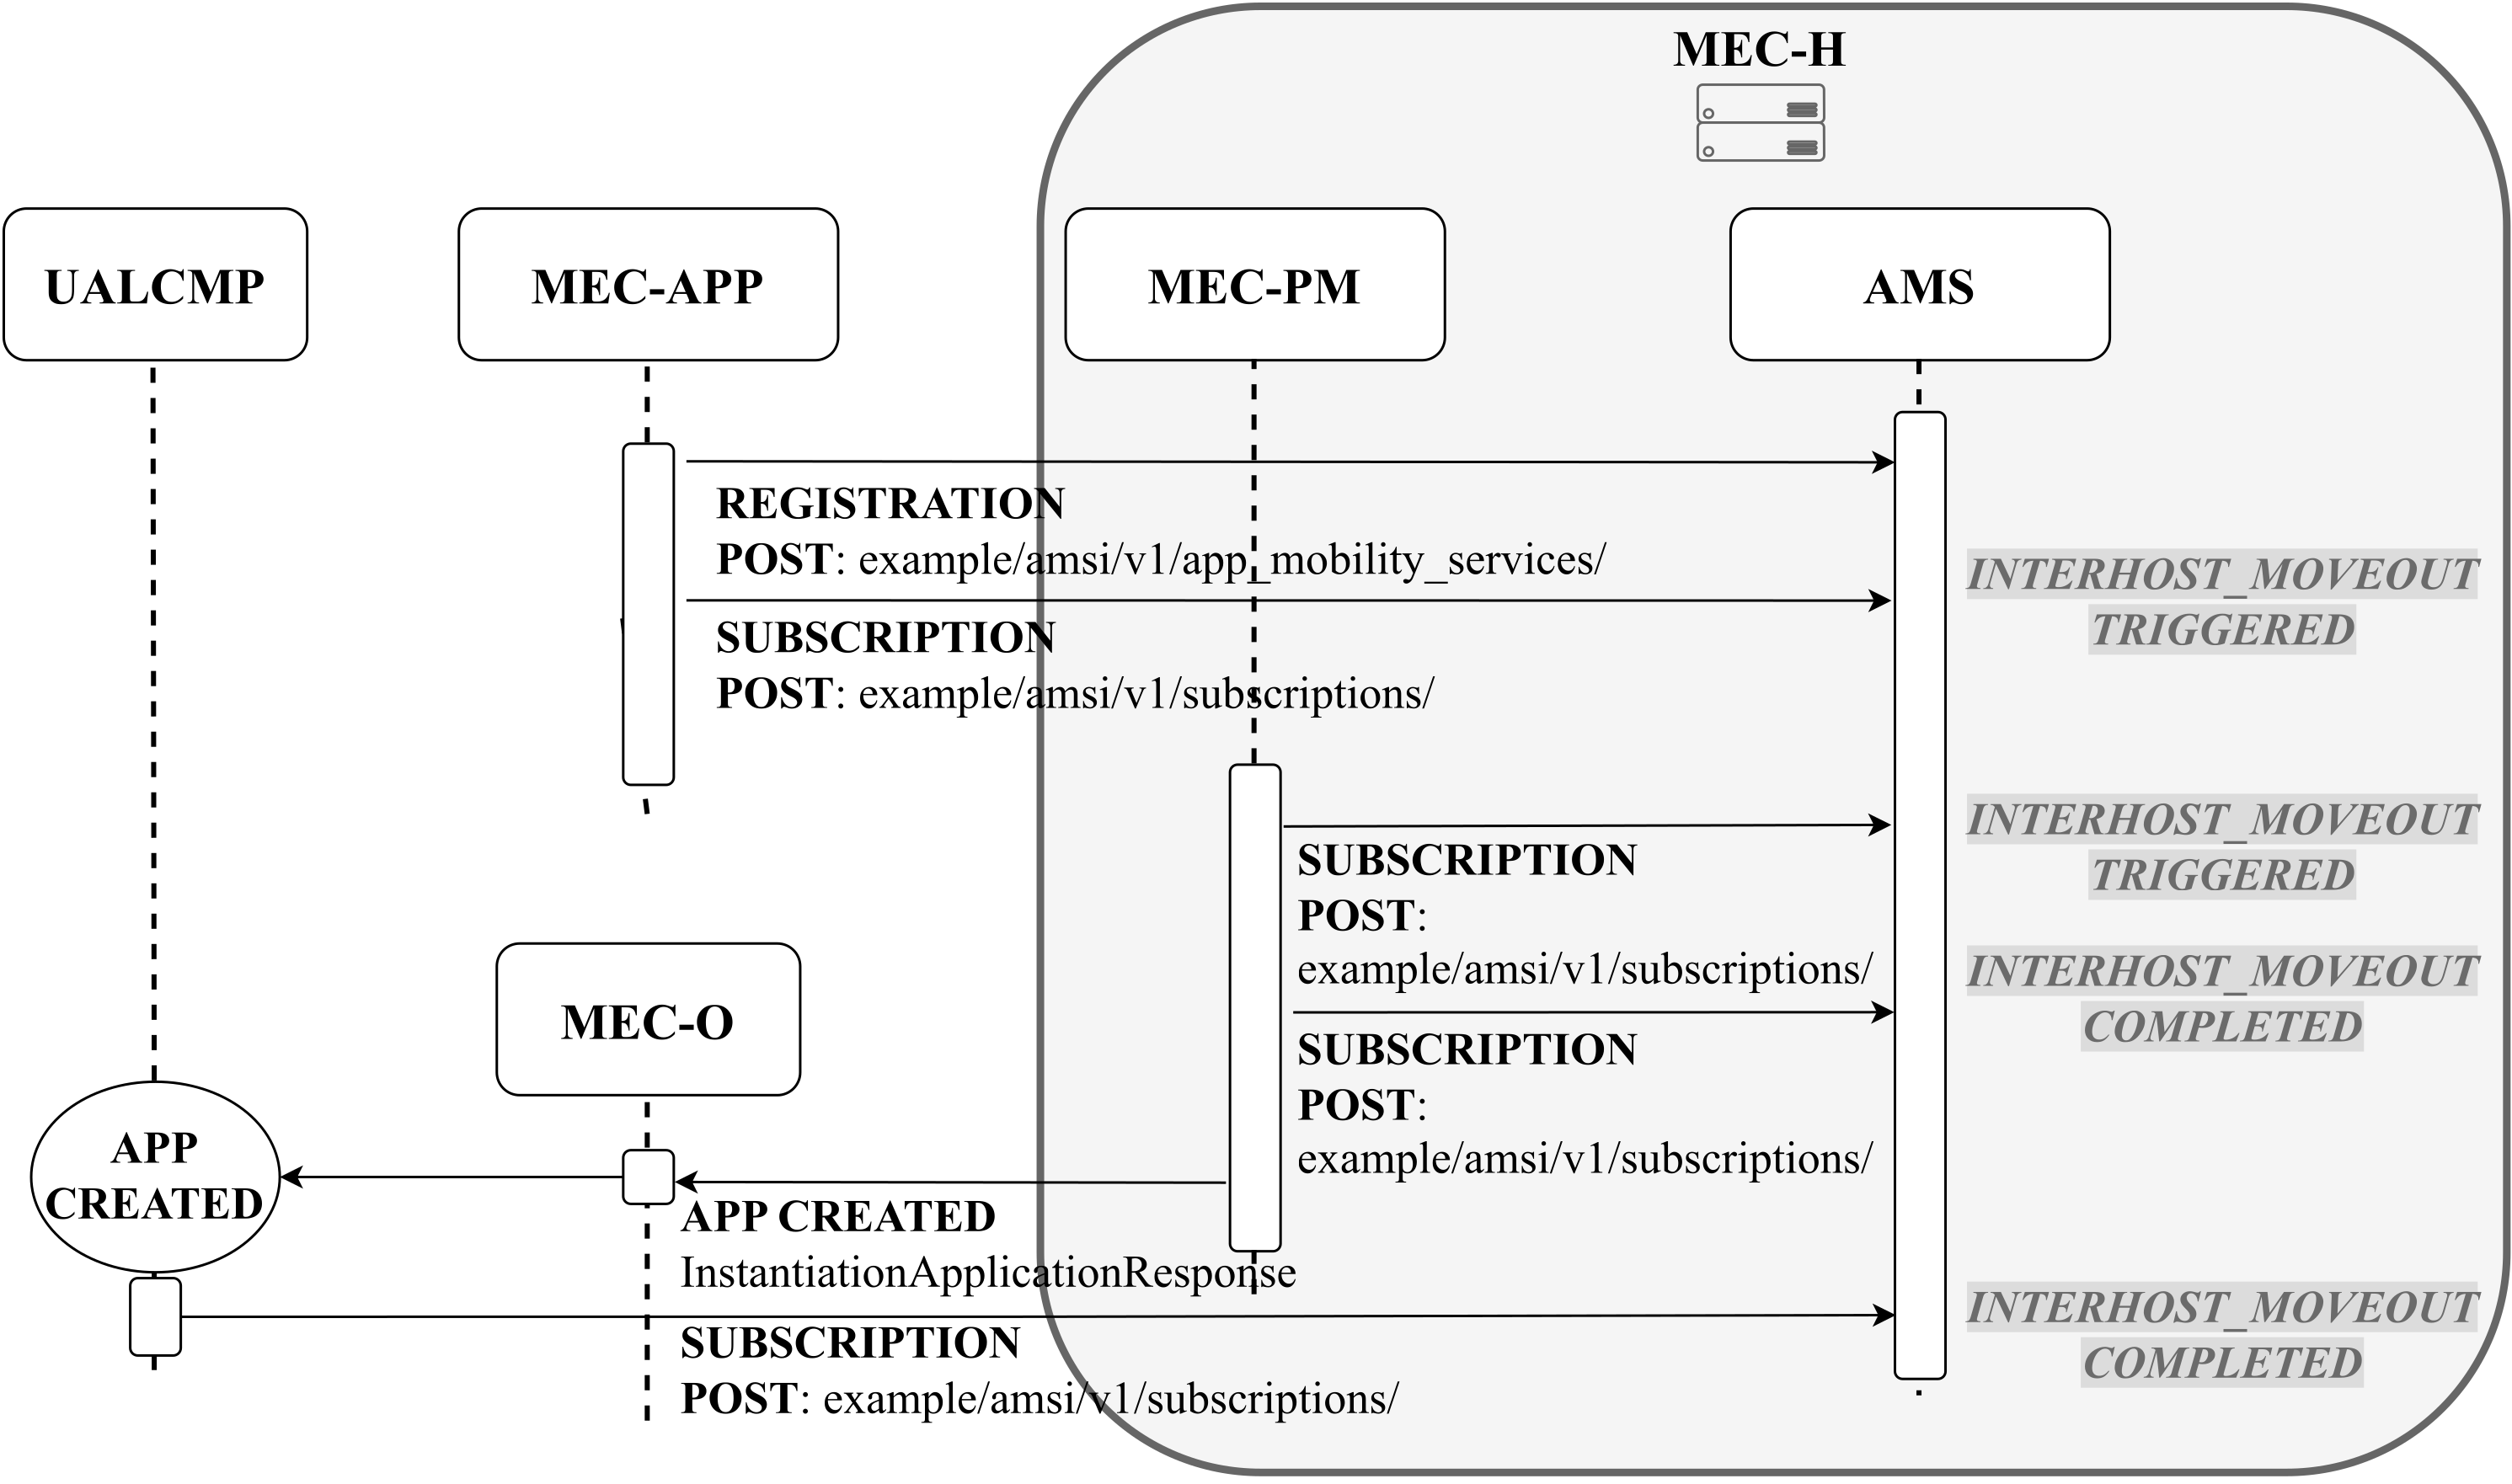 MEC-H
UALCMP
MEC-APP
MEC-PM
AMS
REGISTRATION
POST: example/amsi/v1/app_mobility_services/
INTERHOST_MOVEOUT
TRIGGERED
SUBSCRIPTION
POST: example/amsi/v1/subscriptions/
INTERHOST_MOVEOUT
TRIGGERED
SUBSCRIPTION
POST:
example/amsi/v1/subscriptions/
INTERHOST_MOVEOUT
COMPLETED
MEC-O
SUBSCRIPTION
POST:
example/amsi/v1/subscriptions/
APP
CREATED
APP CREATED
InstantiationApplicationResponse
INTERHOST_MOVEOUT
COMPLETED
SUBSCRIPTION
POST: example/amsi/v1/subscriptions/